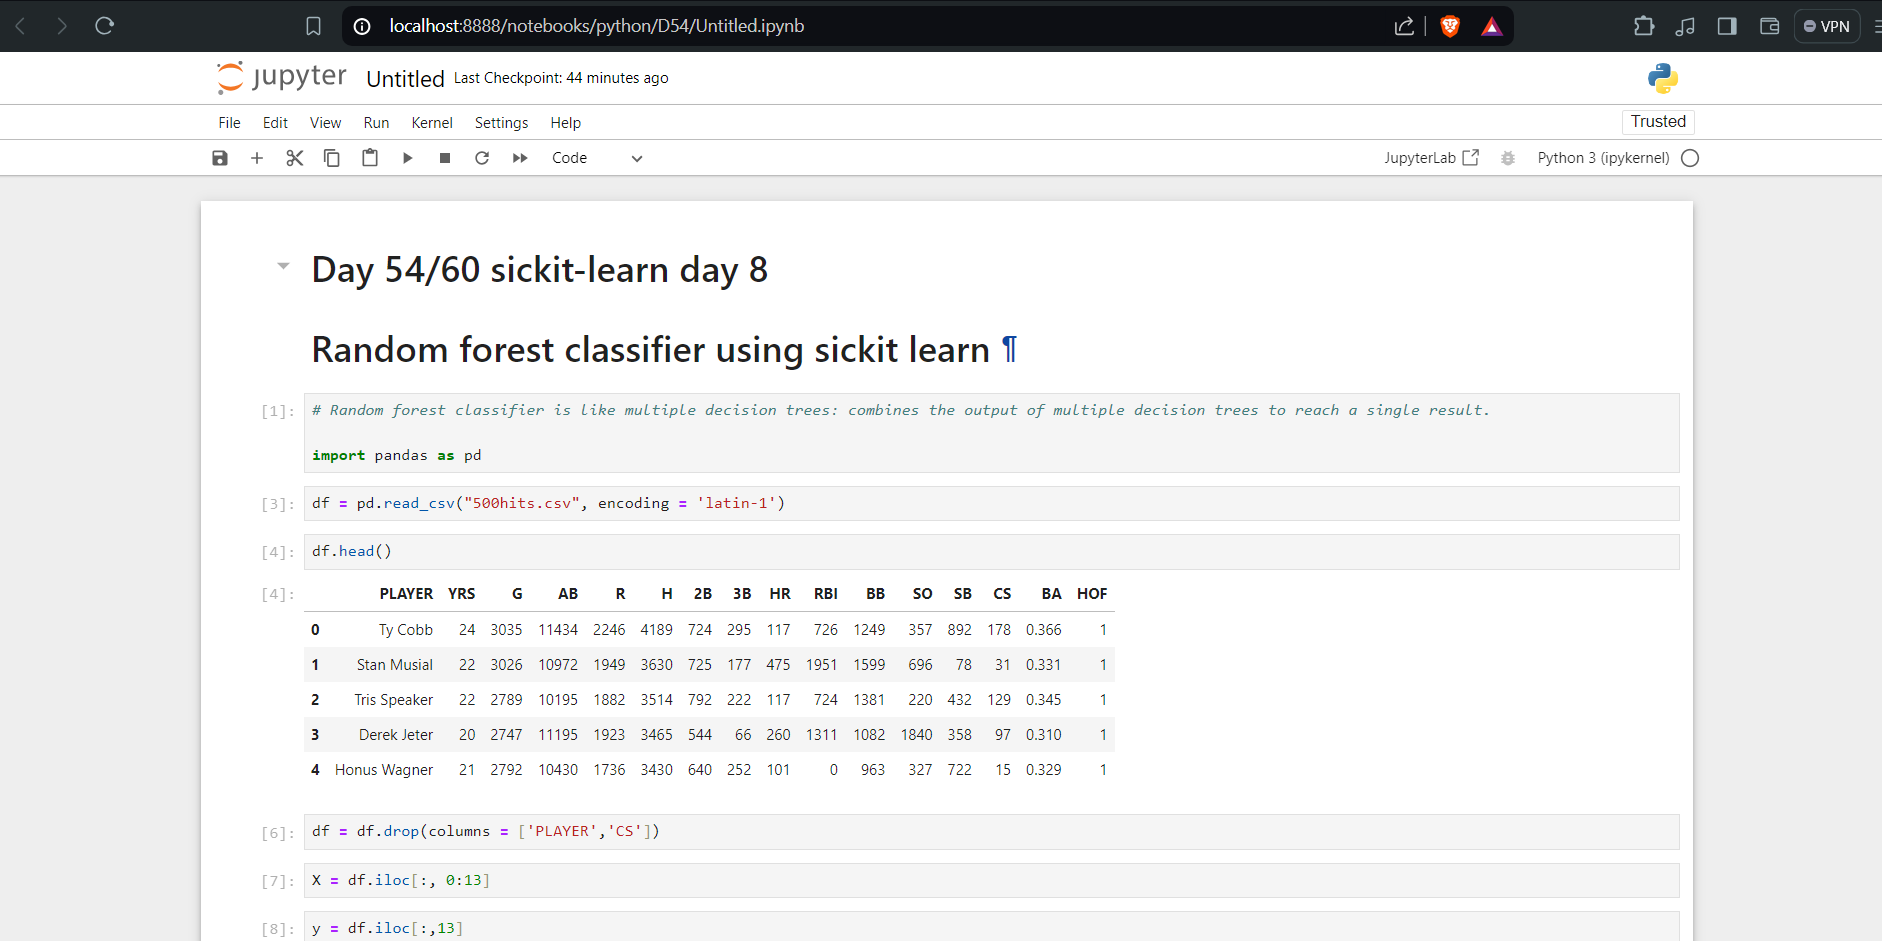 localhost:8888/notebooks/python/D54/Untitled.ipynb
VPN
jupyter Untitled Last Checkpoint: 44 minutes ago
File Edit View Run Kernel Settings Help
Trusted
Code
JupyterLab Python 3 (ipykernel)
Day 54/60 sickit-learn day 8
Random forest classifier using sickit learn ¶
[1]: # Random forest classifier is like multiple decision trees: combines the output of multiple decision trees to reach a single result.
import pandas as pd
[3]: df = pd.read_csv("500hits.csv", encoding = 'latin-1')
[4]: df.head()
[4]: PLAYER YRS G AB R H 2B 3B HR RBI BB SO SB CS BA HOF
0 Ty Cobb 24 3035 11434 2246 4189 724 295 117 726 1249 357 892 178 0.366 1
1 Stan Musial 22 3026 10972 1949 3630 725 177 475 1951 1599 696 78 31 0.331 1
2 Tris Speaker 22 2789 10195 1882 3514 792 222 117 724 1381 220 432 129 0.345 1
3 Derek Jeter 20 2747 11195 1923 3465 544 66 260 1311 1082 1840 358 97 0.310 1
4 Honus Wagner 21 2792 10430 1736 3430 640 252 101 0 963 327 722 15 0.329 1
[6]: df = df.drop(columns = ['PLAYER','CS'])
[7]: X = df.iloc[:, 0:13]
[8]: y = df.iloc[:,13]